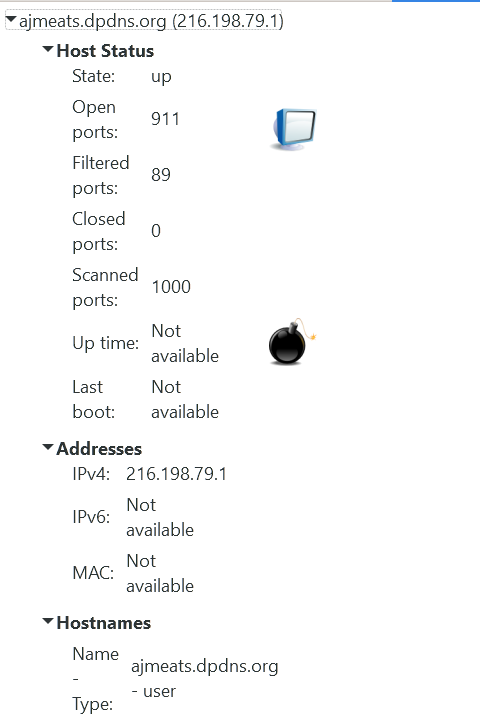 ajmeats.dpdns.org (216.198.79.1)
Host Status
State: up
Open
ports: 911
Filtered
ports: 89
Closed
ports: 0
Scanned
ports: 1000
Up time: Not
available
Last
boot: Not
available
Addresses
IPv4: 216.198.79.1
IPv6: Not
available
MAC: Not
available
Hostnames
Name
-
Type: ajmeats.dpdns.org
- user